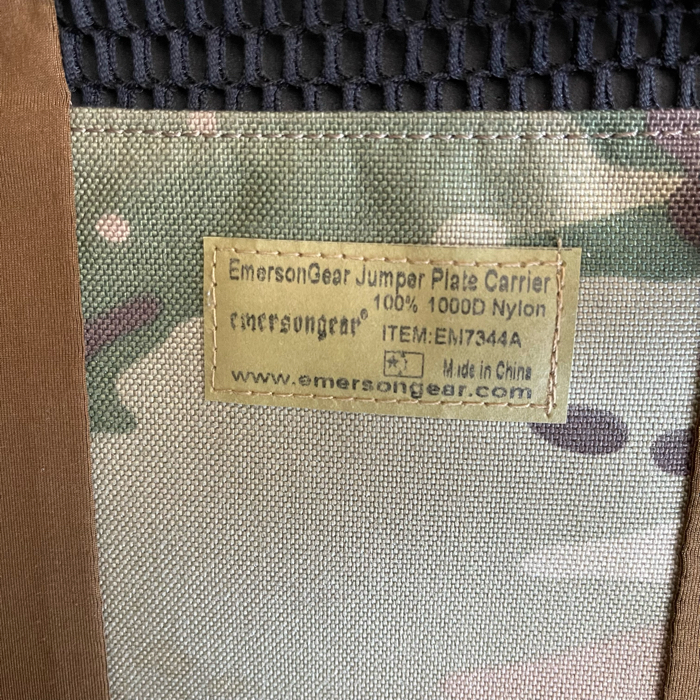 EmersonGear Jumper Plate Carrier
100% 1000D Nylon
emersongear®
ITEM:EM7344A
Made in China
www.emersongear.com